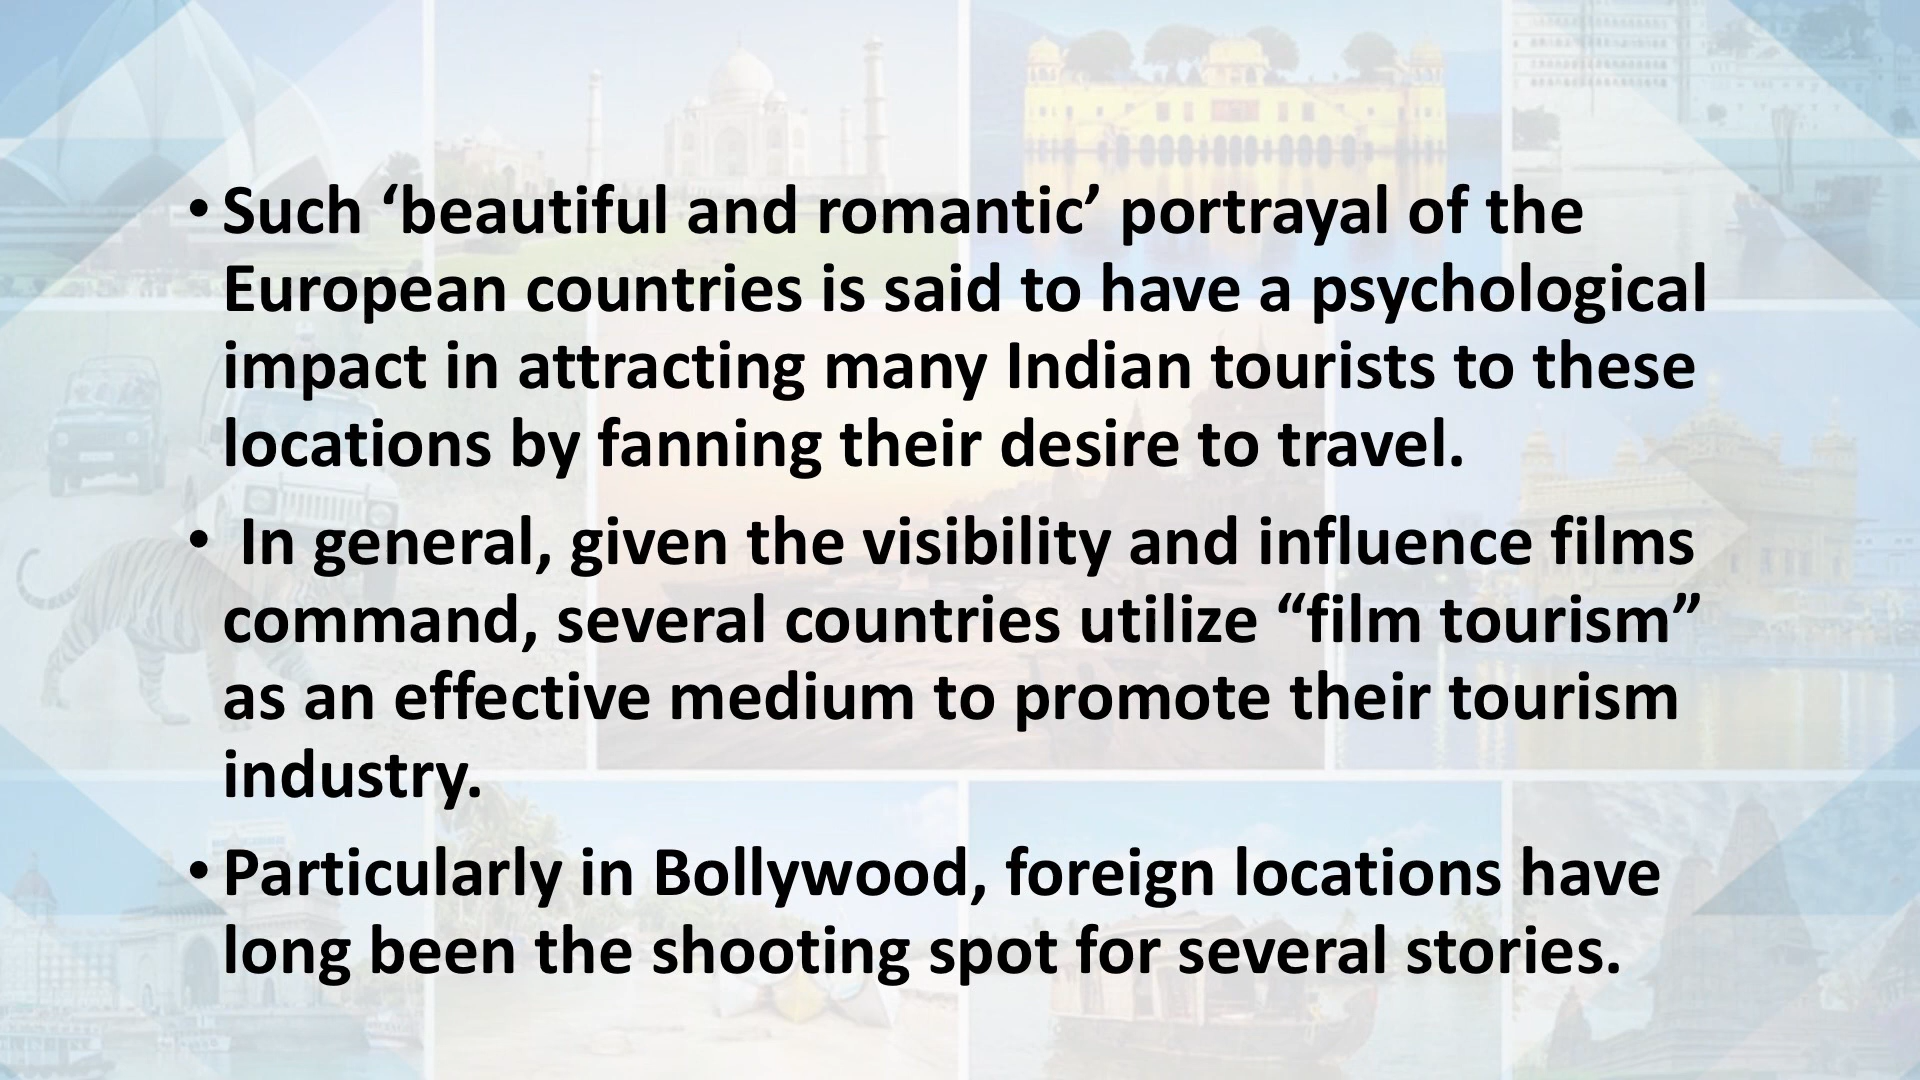 • Such ‘beautiful and romantic’ portrayal of the
European countries is said to have a psychological
impact in attracting many Indian tourists to these
locations by fanning their desire to travel.
• In general, given the visibility and influence films
command, several countries utilize “film tourism”
as an effective medium to promote their tourism
industry.
• Particularly in Bollywood, foreign locations have
long been the shooting spot for several stories.